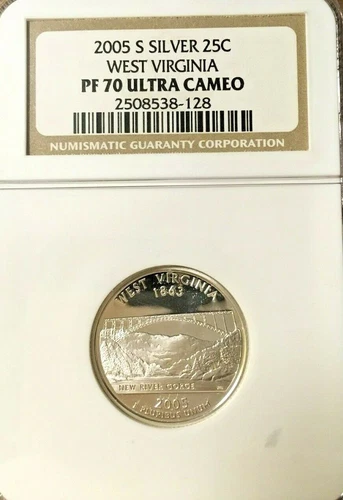 2005 S SILVER 25C
WEST VIRGINIA
PF 70 ULTRA CAMEO
2508538-128
NUMISMATIC GUARANTY CORPORATION
WEST VIRGINIA
1863
NEW RIVER GORGE
2005
E PLURIBUS UNUM